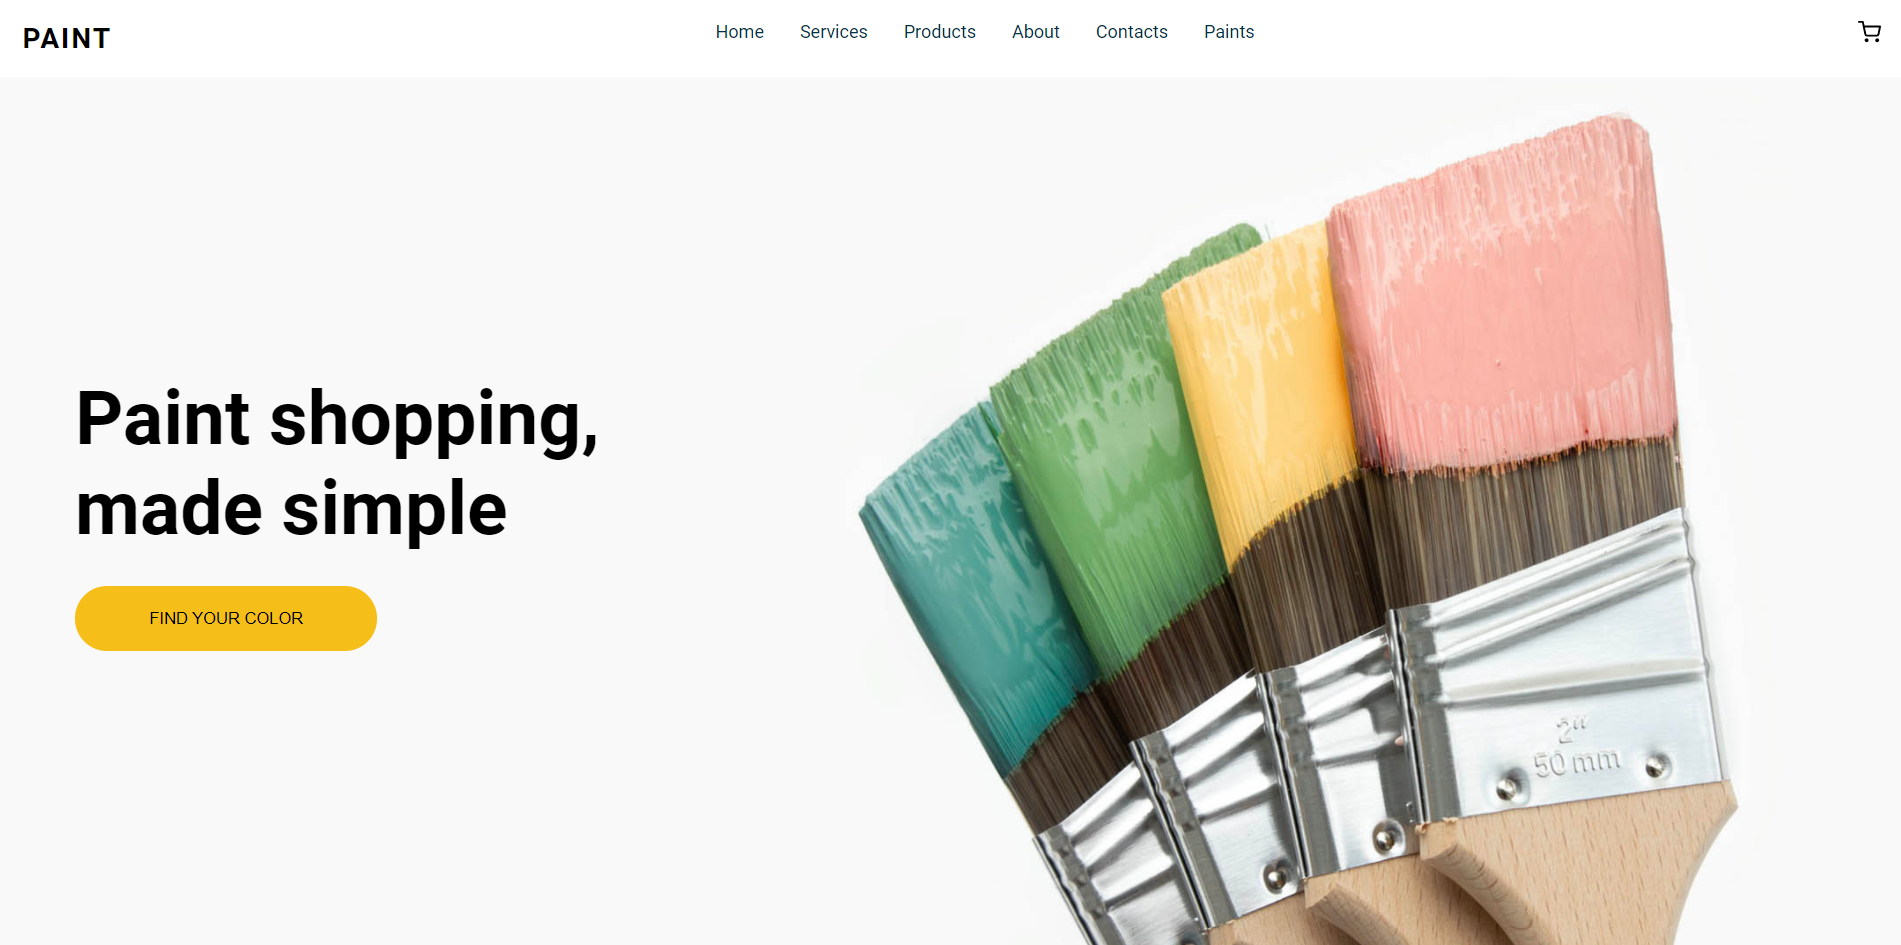 PAINT
Home Services Products About Contacts Paints
Paint shopping,
made simple
FIND YOUR COLOR
2"
50 mm